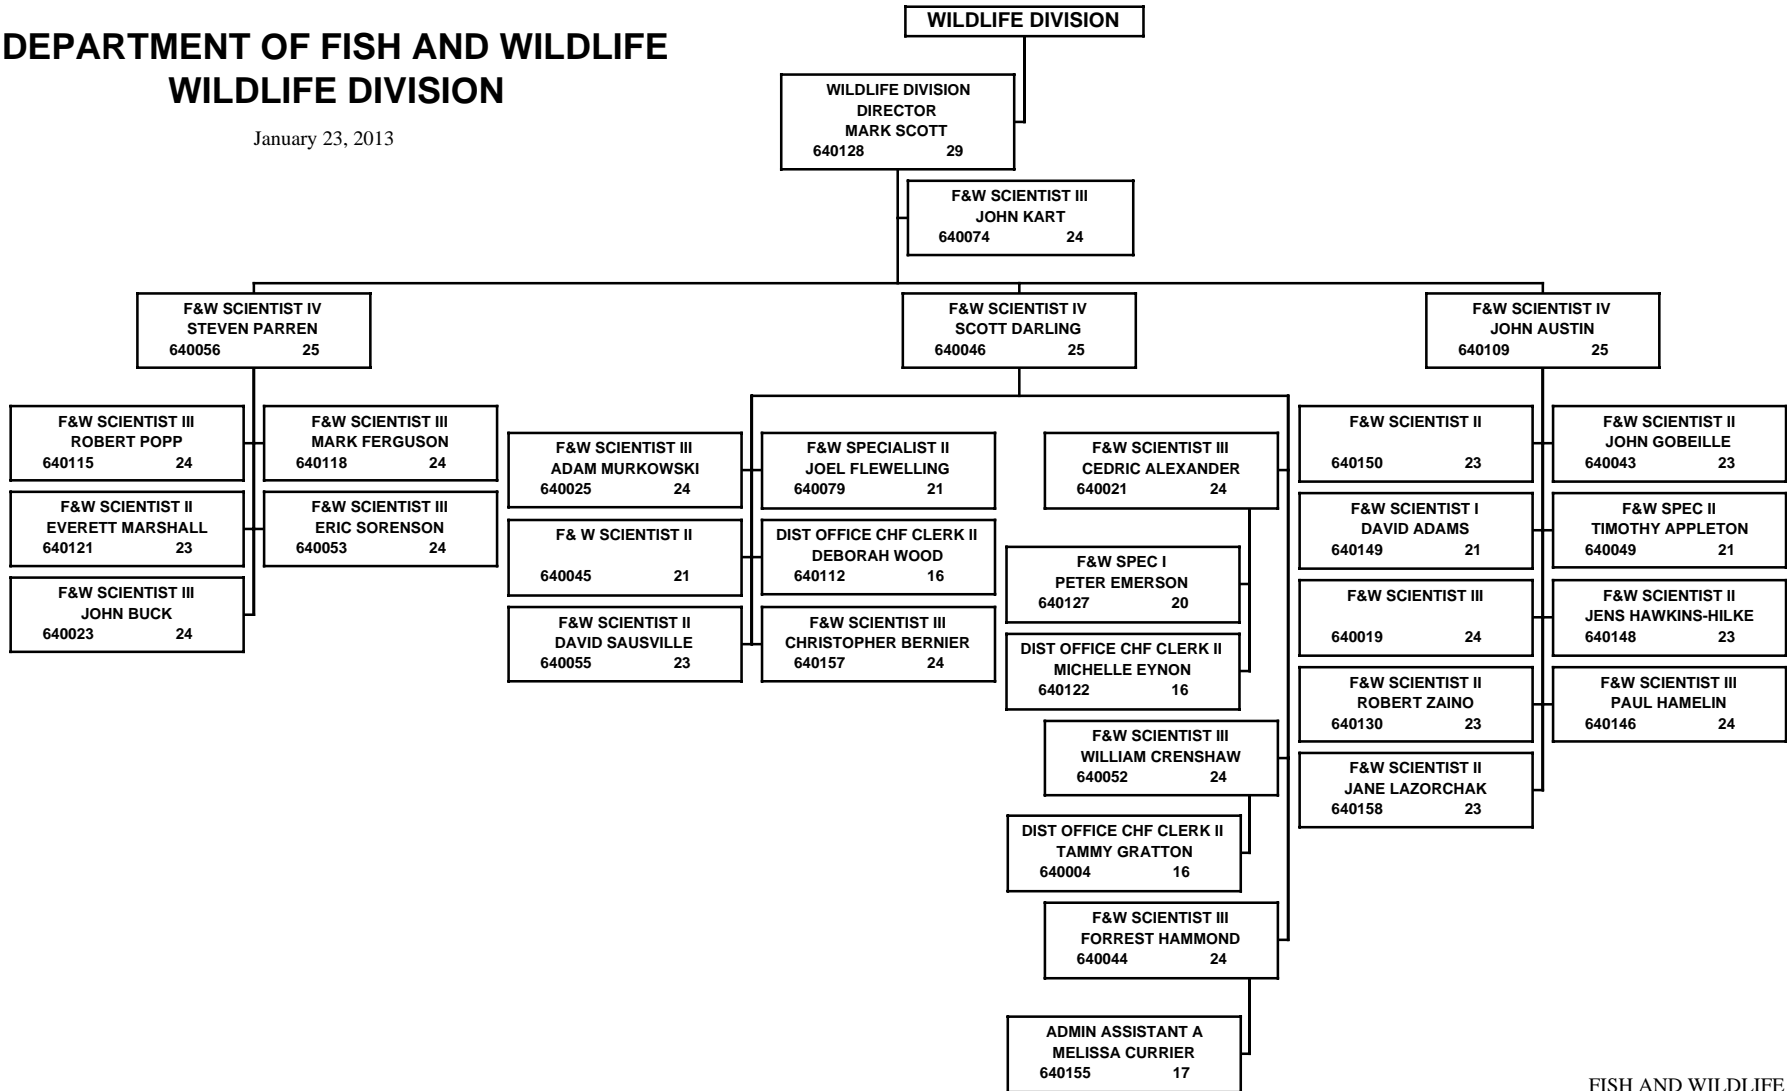 DEPARTMENT OF FISH AND WILDLIFE
WILDLIFE DIVISION
January 23, 2013
WILDLIFE DIVISION
WILDLIFE DIVISION
DIRECTOR
MARK SCOTT
640128 29
F&W SCIENTIST III
JOHN KART
640074 24
F&W SCIENTIST IV
STEVEN PARREN
640056 25
F&W SCIENTIST IV
SCOTT DARLING
640046 25
F&W SCIENTIST IV
JOHN AUSTIN
640109 25
F&W SCIENTIST III
ROBERT POPP
640115 24
F&W SCIENTIST III
MARK FERGUSON
640118 24
F&W SCIENTIST II
EVERETT MARSHALL
640121 23
F&W SCIENTIST III
ERIC SORENSON
640053 24
F&W SCIENTIST III
JOHN BUCK
640023 24
F&W SCIENTIST III
ADAM MURKOWSKI
640025 24
F&W SPECIALIST II
JOEL FLEWELLING
640079 21
F& W SCIENTIST II
640045 21
DIST OFFICE CHF CLERK II
DEBORAH WOOD
640112 16
F&W SCIENTIST II
DAVID SAUSVILLE
640055 23
F&W SCIENTIST III
CHRISTOPHER BERNIER
640157 24
F&W SCIENTIST III
CEDRIC ALEXANDER
640021 24
F&W SPEC I
PETER EMERSON
640127 20
DIST OFFICE CHF CLERK II
MICHELLE EYNON
640122 16
F&W SCIENTIST III
WILLIAM CRENSHAW
640052 24
DIST OFFICE CHF CLERK II
TAMMY GRATTON
640004 16
F&W SCIENTIST III
FORREST HAMMOND
640044 24
ADMIN ASSISTANT A
MELISSA CURRIER
640155 17
F&W SCIENTIST II
640150 23
F&W SCIENTIST II
JOHN GOBEILLE
640043 23
F&W SCIENTIST I
DAVID ADAMS
640149 21
F&W SPEC II
TIMOTHY APPLETON
640049 21
F&W SCIENTIST III
640019 24
F&W SCIENTIST II
JENS HAWKINS-HILKE
640148 23
F&W SCIENTIST II
ROBERT ZAINO
640130 23
F&W SCIENTIST III
PAUL HAMELIN
640146 24
F&W SCIENTIST II
JANE LAZORCHAK
640158 23
FISH AND WILDLIFE